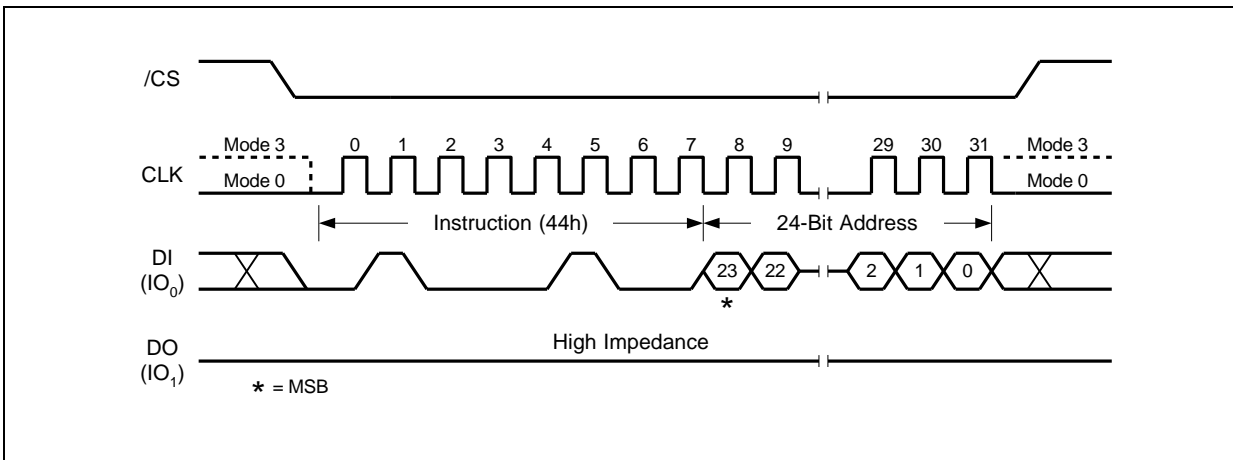 /CS
Mode 3 0 1 2 3 4 5 6 7 8 9 29 30 31 Mode 3
CLK
Mode 0 Mode 0
Instruction (44h) 24-Bit Address
DI
(IO0)
23 22 2 1 0
*
High Impedance
DO
(IO1)
* = MSB